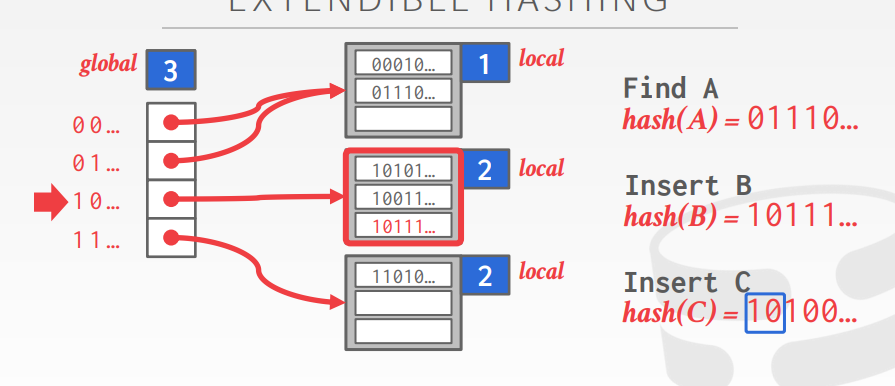 EXTENDIBLE HASHING
global 3
00…
01…
10…
11…
00010…
01110…
1 local
10101…
10011…
10111…
2 local
11010…
2 local
Find A
hash(A) = 01110…
Insert B
hash(B) = 10111…
Insert C
hash(C) = 10100…